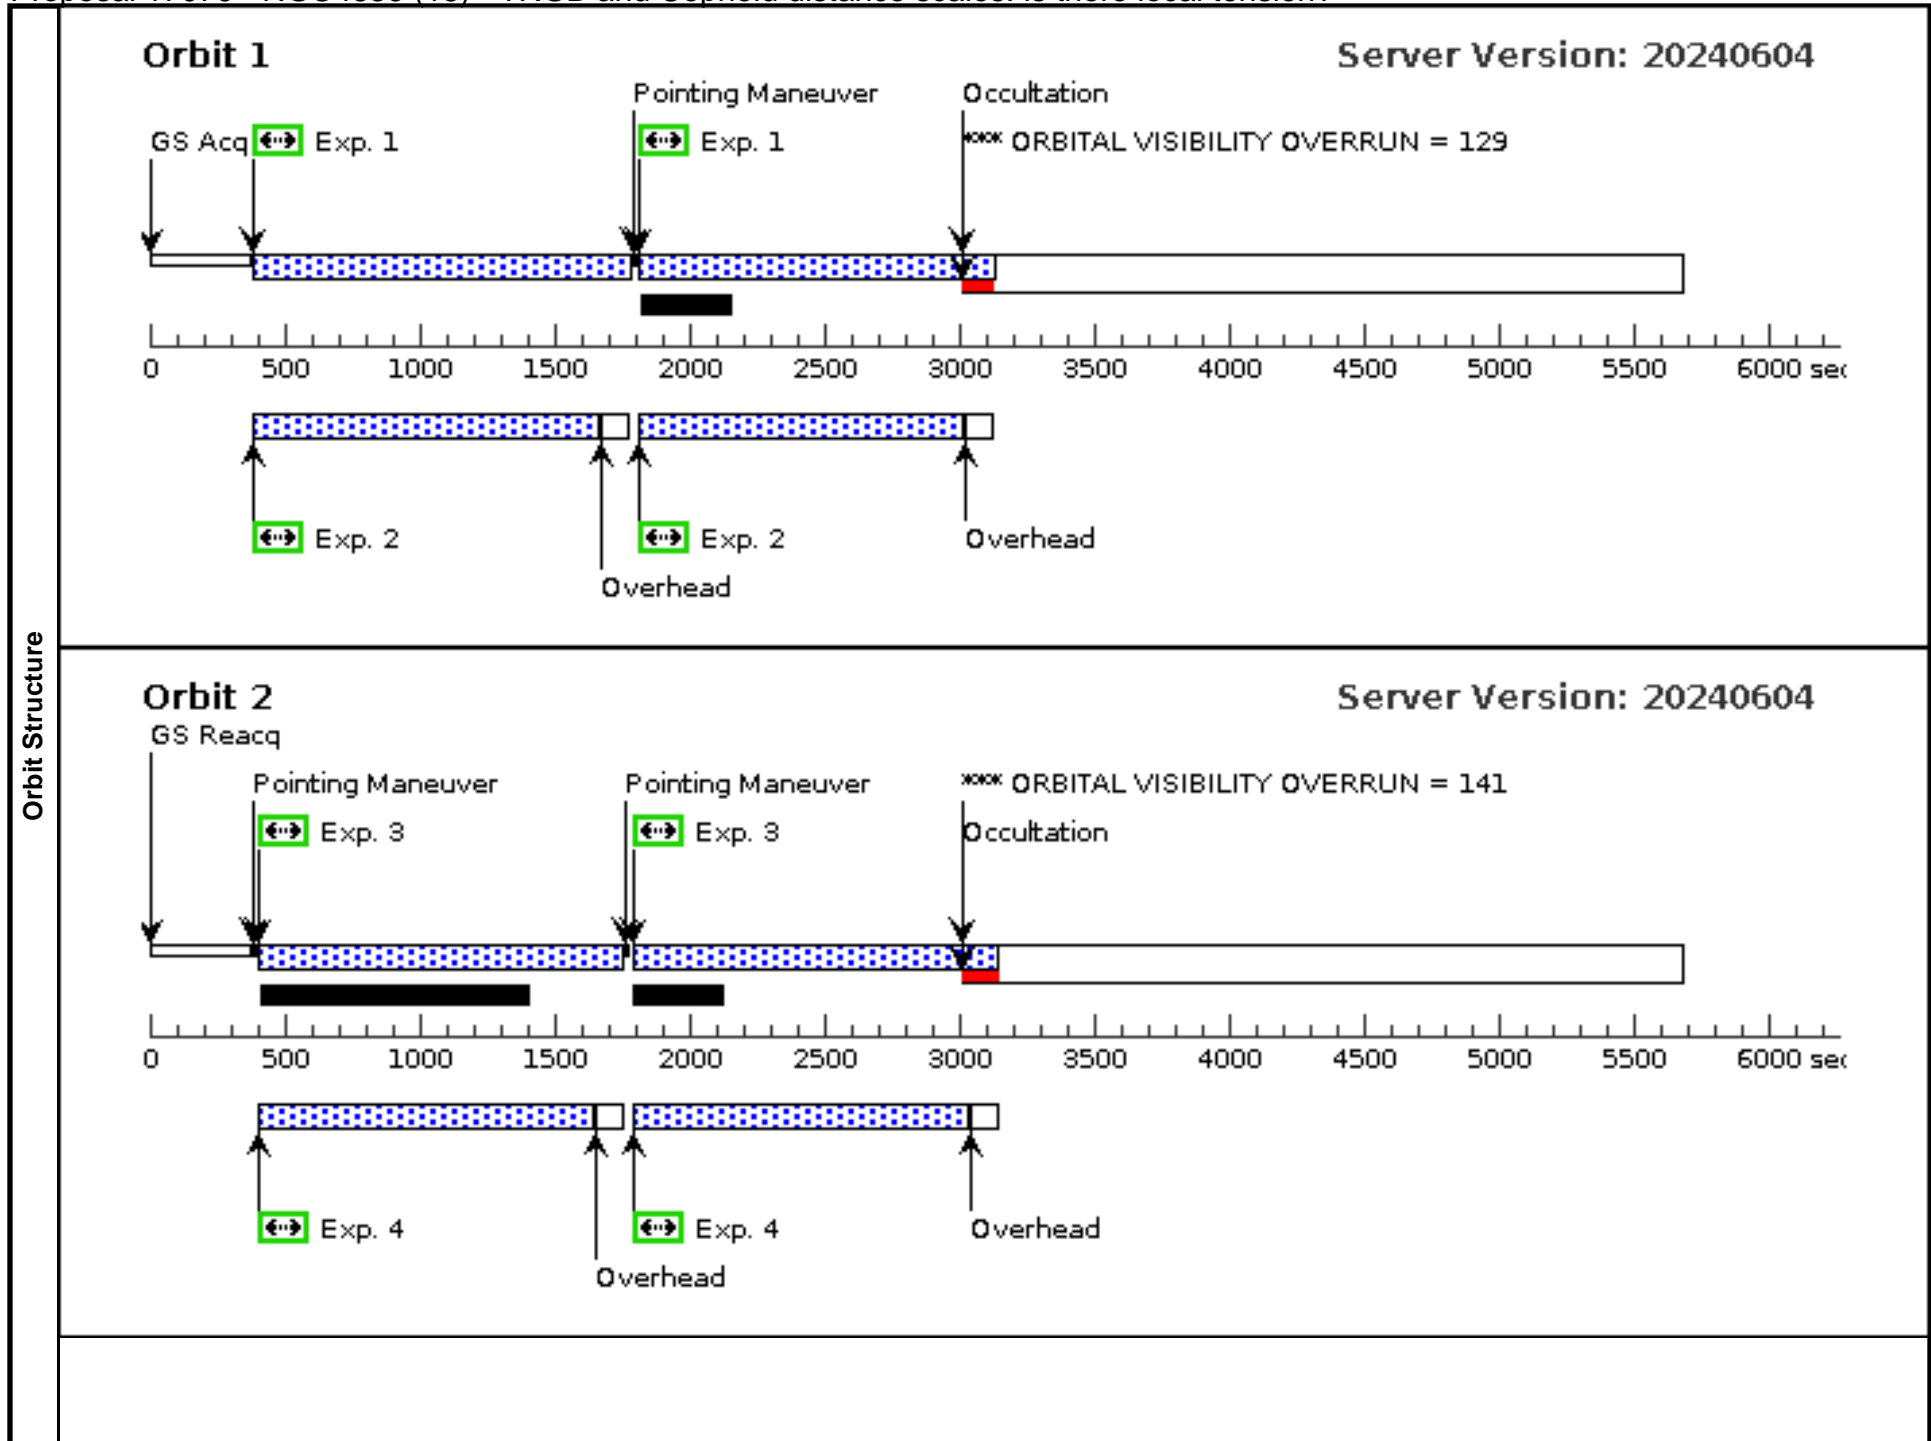 Orbit Structure
Orbit 1
Server Version: 20240604
Pointing Maneuver
Occultation
GS Acq
Exp. 1
Exp. 1
**** ORBITAL VISIBILITY OVERRUN = 129
0 500 1000 1500 2000 2500 3000 3500 4000 4500 5000 5500 6000 sec
Exp. 2
Exp. 2
Overhead
Overhead
Orbit 2
Server Version: 20240604
GS Reacq
Pointing Maneuver
Pointing Maneuver
**** ORBITAL VISIBILITY OVERRUN = 141
Exp. 3
Exp. 3
Occultation
0 500 1000 1500 2000 2500 3000 3500 4000 4500 5000 5500 6000 sec
Exp. 4
Exp. 4
Overhead
Overhead